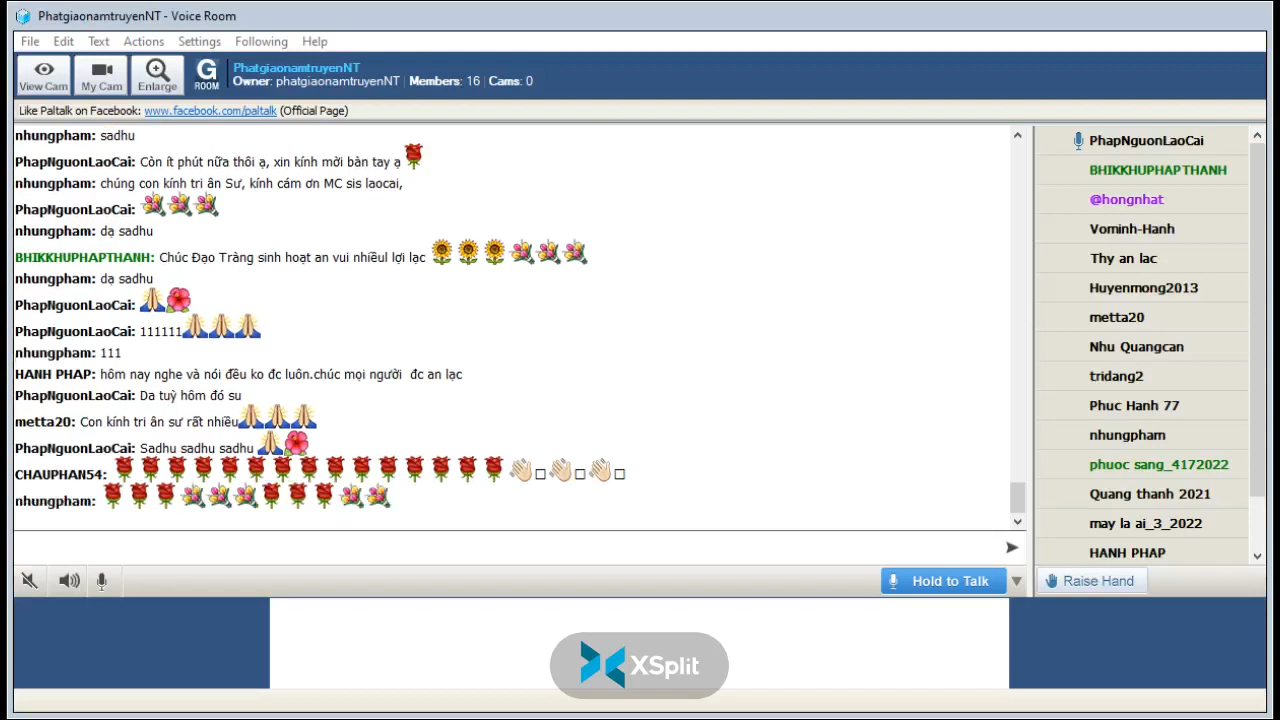 PhatgiaonamtruyenNT - Voice Room
File Edit Text Actions Settings Following Help
View Cam My Cam Enlarge G ROOM PhatgiaonamtruyenNT
Owner: phatgiaonamtruyenNT Members: 16 Cams: 0
Like Paltalk on Facebook: www.facebook.com/paltalk (Official Page)
nhungpham: sadhu
PhapNguonLaoCai: Còn ít phút nữa thôi ạ, xin kính mời bàn tay ạ
nhungpham: chúng con kính tri ân Sư, kính cám ơn MC sis laocai,
PhapNguonLaoCai:
nhungpham: dạ sadhu
BHIKKHUPHAPTHANH: Chúc Đạo Tràng sinh hoạt an vui nhiềul lợi lạc
nhungpham: dạ sadhu
PhapNguonLaoCai:
PhapNguonLaoCai: 111111
nhungpham: 111
HANH PHAP: hôm nay nghe và nói đều ko đc luôn.chúc mọi người đc an lạc
PhapNguonLaoCai: Da tuỳ hôm đó su
metta20: Con kính tri ân sư rất nhiều
PhapNguonLaoCai: Sadhu sadhu sadhu
CHAUPHAN54:
nhungpham:
PhapNguonLaoCai
BHIKKHUPHAPTHANH
@hongnhat
Vominh-Hanh
Thy an lac
Huyenmong2013
metta20
Nhu Quangcan
tridang2
Phuc Hanh 77
nhungpham
phuoc sang_4172022
Quang thanh 2021
may la ai_3_2022
HANH PHAP
Hold to Talk
Raise Hand
XSplit